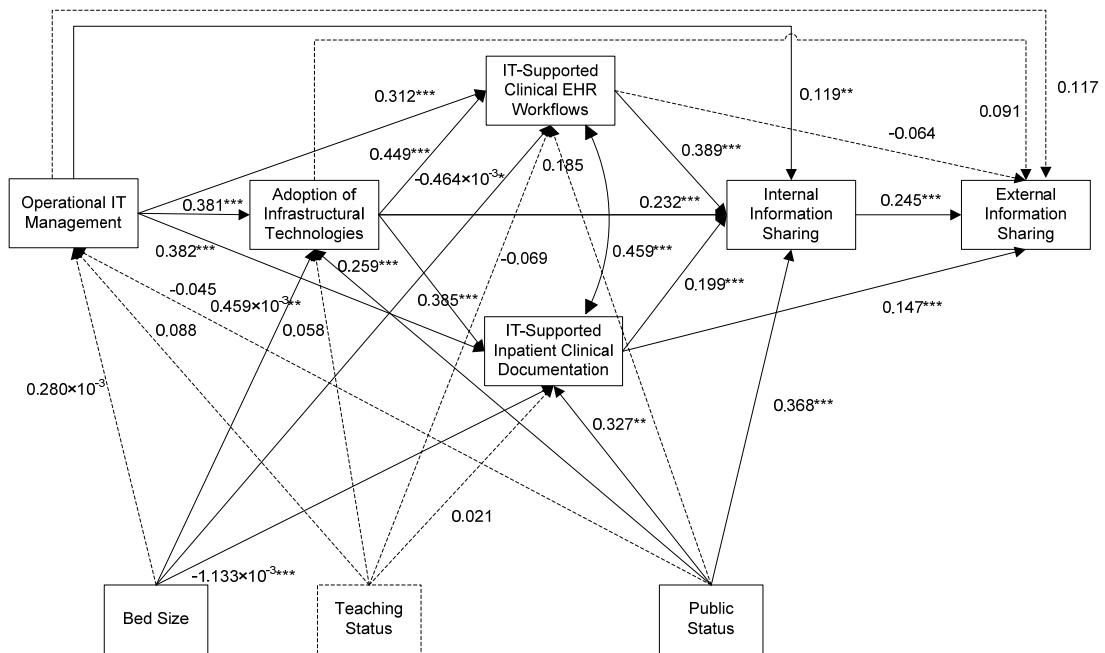 IT-Supported
Clinical EHR
Workflows
0.312***
0.119**
0.117
0.091
-0.064
0.449***
0.185
0.389***
-0.464×10⁻³*
Operational IT
Management
0.381***
Adoption of
Infrastructural
Technologies
0.232***
Internal
Information
Sharing
0.245***
External
Information
Sharing
0.382***
0.259***
-0.069
0.459***
0.199***
-0.045
0.459×10⁻³**
0.385***
0.147***
0.088
0.058
IT-Supported
Inpatient Clinical
Documentation
0.280×10⁻³
0.327**
0.368***
0.021
-1.133×10⁻³***
Bed Size
Teaching
Status
Public
Status